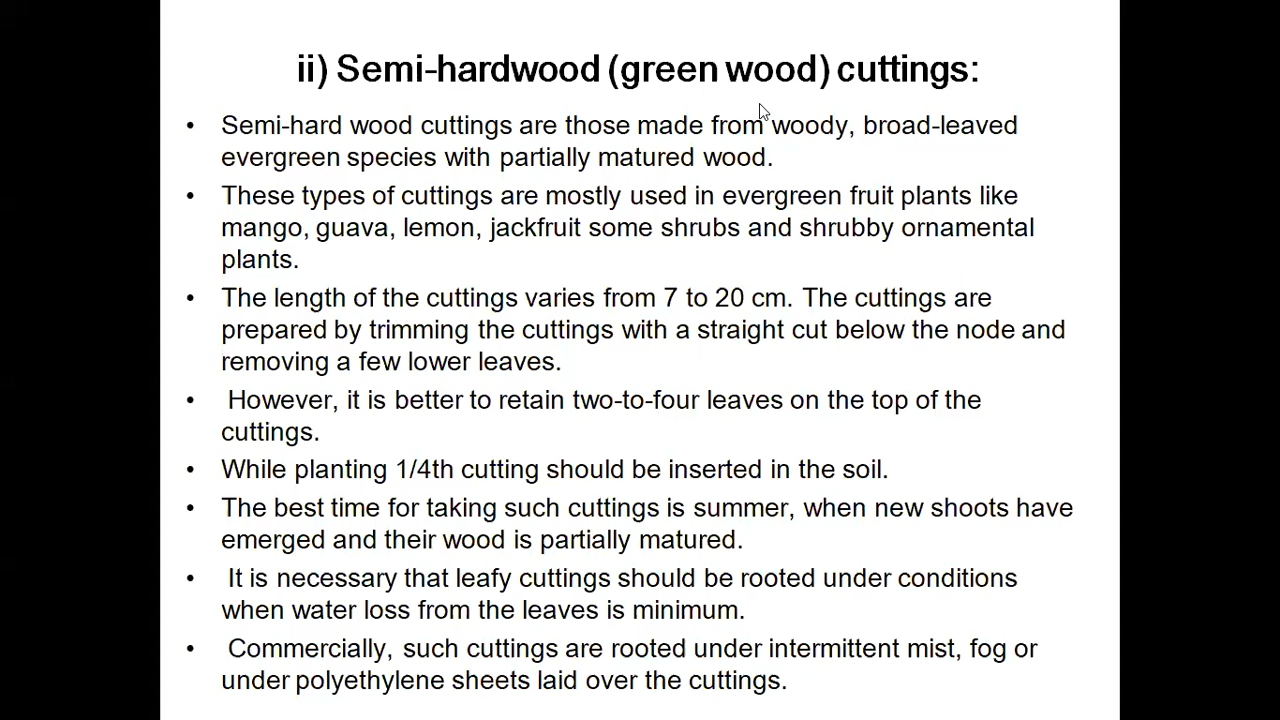 ii) Semi-hardwood (green wood) cuttings:
• Semi-hard wood cuttings are those made from woody, broad-leaved
evergreen species with partially matured wood.
• These types of cuttings are mostly used in evergreen fruit plants like
mango, guava, lemon, jackfruit some shrubs and shrubby ornamental
plants.
• The length of the cuttings varies from 7 to 20 cm. The cuttings are
prepared by trimming the cuttings with a straight cut below the node and
removing a few lower leaves.
• However, it is better to retain two-to-four leaves on the top of the
cuttings.
• While planting 1/4th cutting should be inserted in the soil.
• The best time for taking such cuttings is summer, when new shoots have
emerged and their wood is partially matured.
• It is necessary that leafy cuttings should be rooted under conditions
when water loss from the leaves is minimum.
• Commercially, such cuttings are rooted under intermittent mist, fog or
under polyethylene sheets laid over the cuttings.